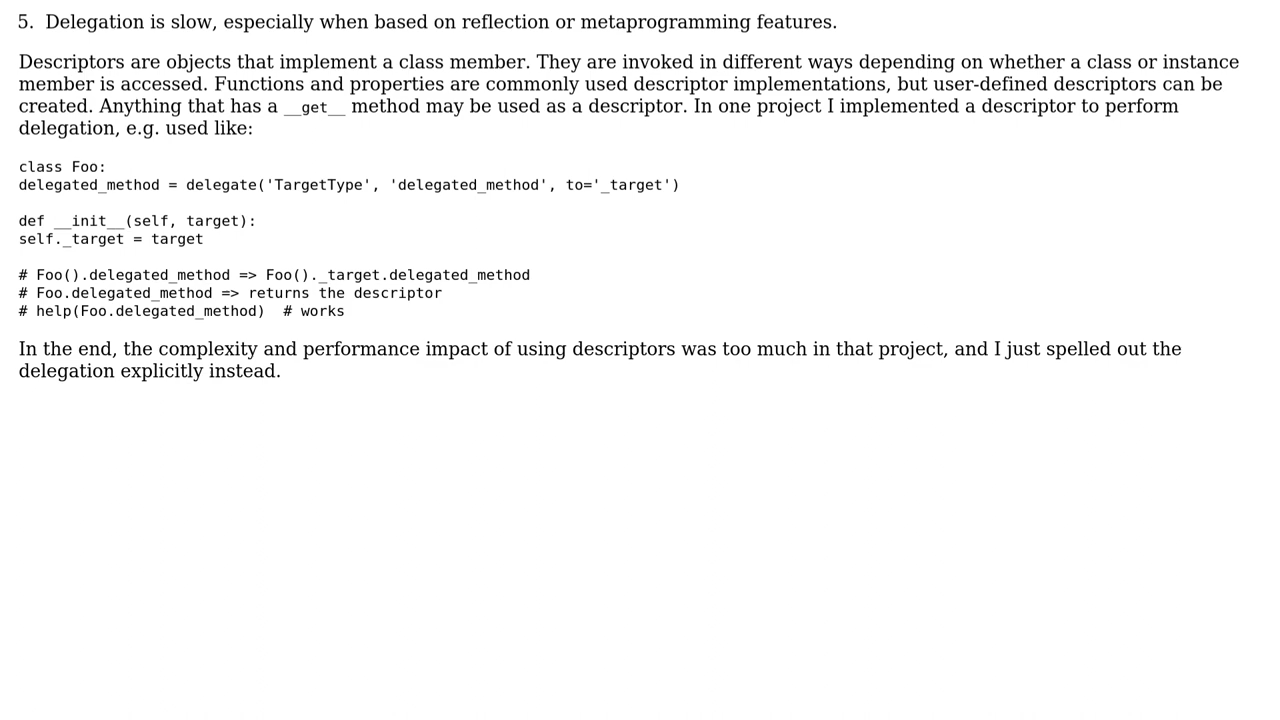 5. Delegation is slow, especially when based on reflection or metaprogramming features.
Descriptors are objects that implement a class member. They are invoked in different ways depending on whether a class or instance
member is accessed. Functions and properties are commonly used descriptor implementations, but user-defined descriptors can be
created. Anything that has a __get__ method may be used as a descriptor. In one project I implemented a descriptor to perform
delegation, e.g. used like:
class Foo:
delegated_method = delegate('TargetType', 'delegated_method', to='_target')
def __init__(self, target):
self._target = target
# Foo().delegated_method => Foo()._target.delegated_method
# Foo.delegated_method => returns the descriptor
# help(Foo.delegated_method)  # works
In the end, the complexity and performance impact of using descriptors was too much in that project, and I just spelled out the
delegation explicitly instead.